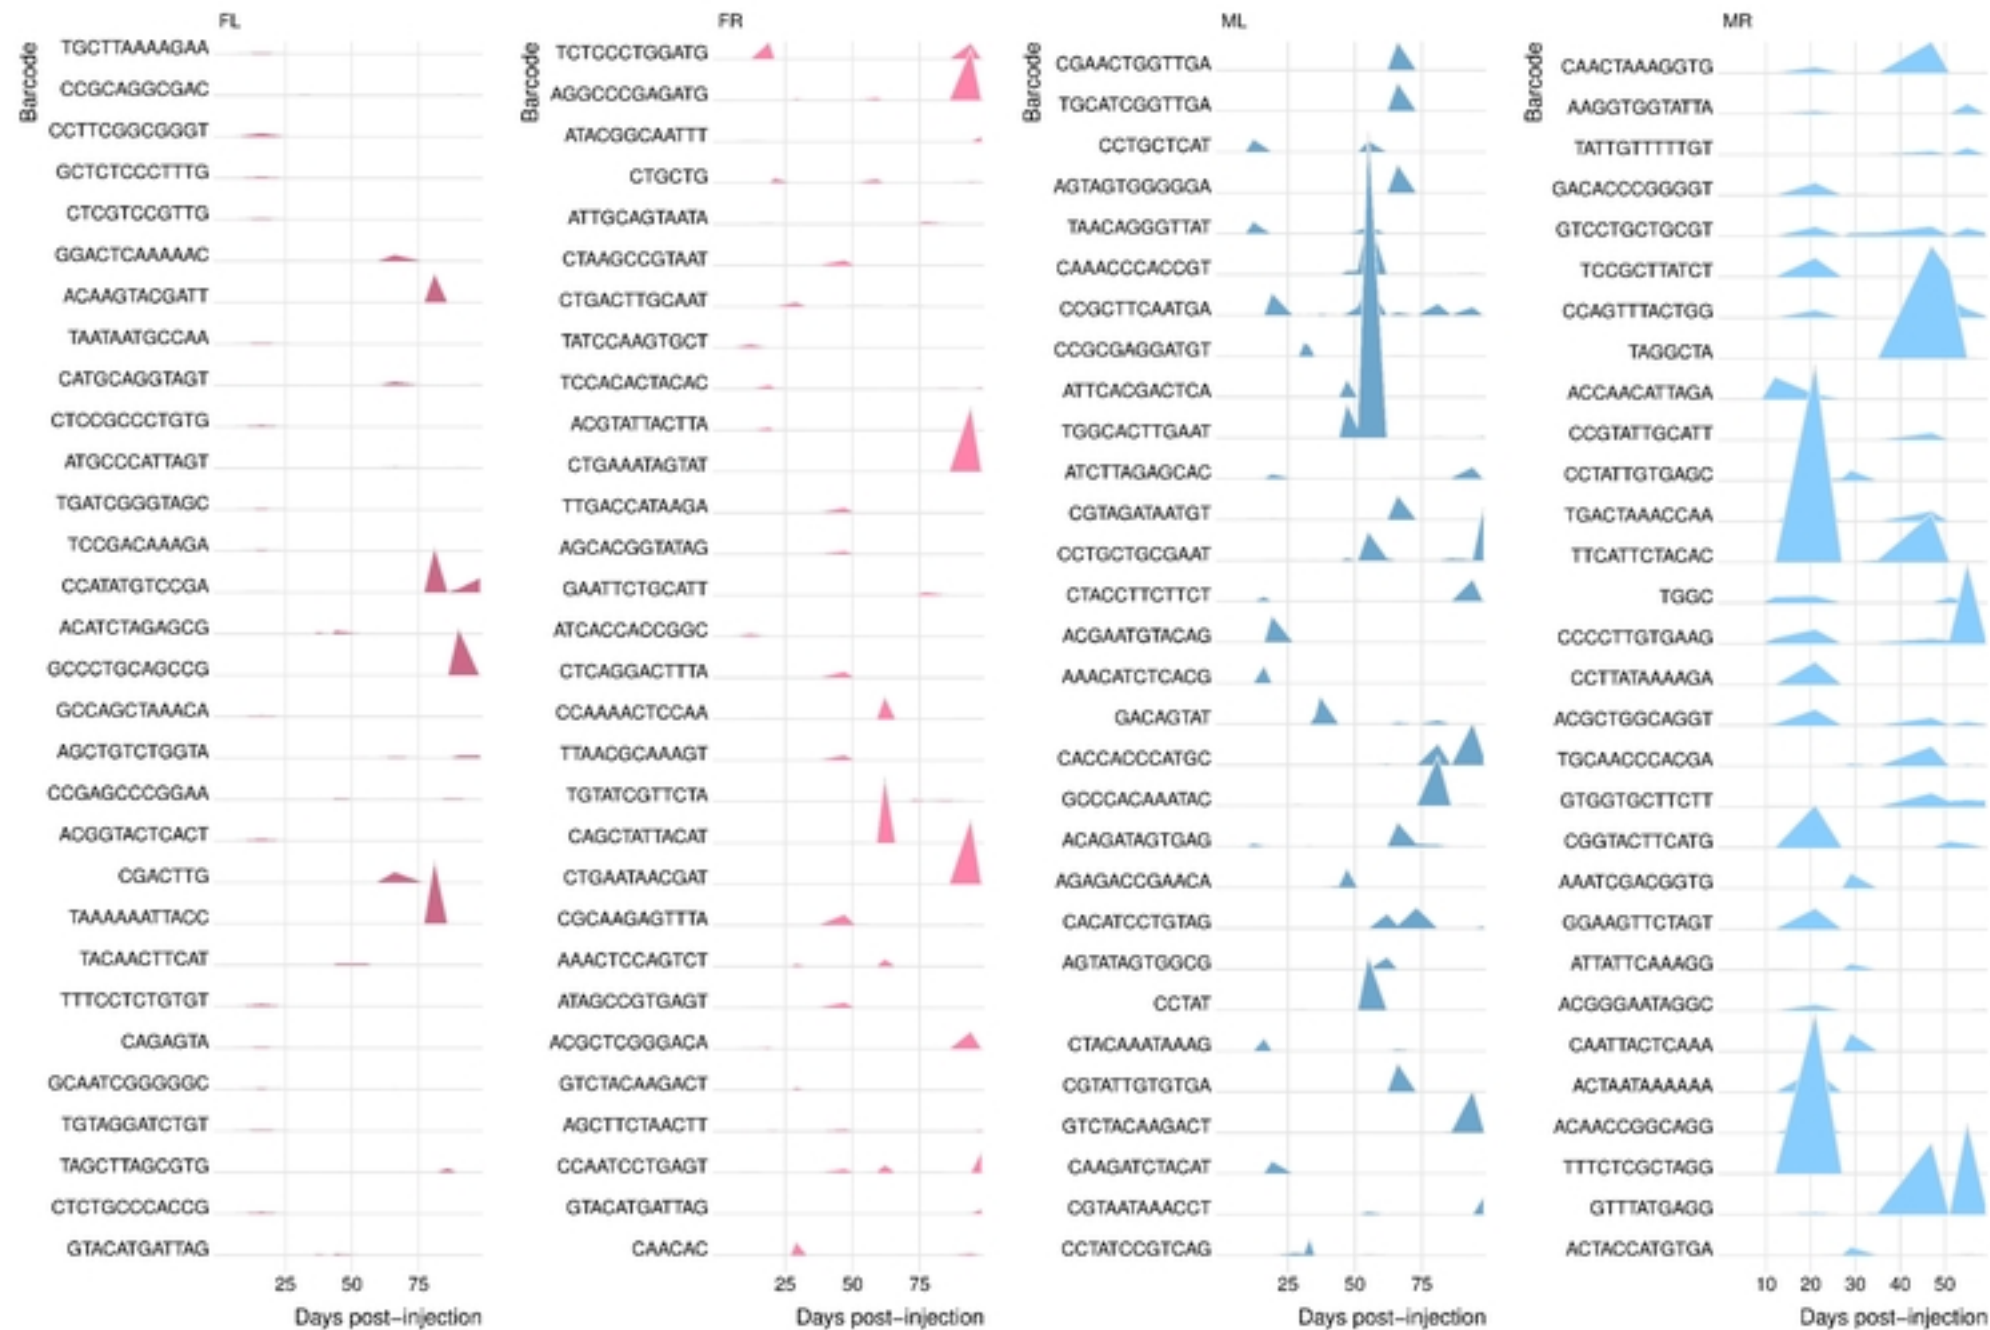 FL
Barcode
TGCTTAAAAGAA
CCGCAGGCGAC
CCTTCGGCGGGT
GCTCTCCCTTTG
CTCGTCCGTTG
GGACTCAAAAAC
ACAAGTACGATT
TAATAATGCCAA
CATGCAGGTAGT
CTCCGCCCTGTG
ATGCCCATTAGT
TGATCGGGTAGC
TCCGACAAAGA
CCATATGTCCGA
ACATCTAGAGCG
GCCCTGCAGCCG
GCCAGCTAAACA
AGCTGTCTGGTA
CCGAGCCCGGAA
ACGGTACTCACT
CGACTTG
TAAAAAATTACC
TACAACTTCAT
TTTCCTCTGTGT
CAGAGTA
GCAATCGGGGGC
TGTAGGATCTGT
TAGCTTAGCGTG
CTCTGCCCACCG
GTACATGATTAG
25 50 75
Days post-injection
FR
Barcode
TCTCCCTGGATG
AGGCCCGAGATG
ATACGGCAATTT
CTGCTG
ATTGCAGTAATA
CTAAGCCGTAAT
CTGACTTGCAAT
TATCCAAGTGCT
TCCACACTACAC
ACGTATTACTTA
CTGAAATAGTAT
TTGACCATAAGA
AGCACGGTATAG
GAATTCTGCATT
ATCACCACCGGC
CTCAGGACTTTA
CCAAAACTCCAA
TTAACGCAAAGT
TGTATCGTTCTA
CAGCTATTACAT
CTGAATAACGAT
CGCAAGAGTTTA
AAACTCCAGTCT
ATAGCCGTGAGT
ACGCTCGGGACA
GTCTACAAGACT
AGCTTCTAACTT
CCAATCCTGAGT
GTACATGATTAG
CAACAC
25 50 75
Days post-injection
ML
Barcode
CGAACTGGTTGA
TGCATCGGTTGA
CCTGCTCAT
AGTAGTGGGGGA
TAACAGGGTTAT
CAAACCCACCGT
CCGCTTCAATGA
CCGCGAGGATGT
ATTCACGACTCA
TGGCACTTGAAT
ATCTTAGAGCAC
CGTAGATAATGT
CCTGCTGCGAAT
CTACCTTCTTCT
ACGAATGTACAG
AAACATCTCACG
GACAGTAT
CACCACCCATGC
GCCCACAAATAC
ACAGATAGTGAG
AGAGACCGAACA
CACATCCTGTAG
AGTATAGTGGCG
CCTAT
CTACAAATAAAG
CGTATTGTGTGA
GTCTACAAGACT
CAAGATCTACAT
CGTAATAAACCT
CCTATCCGTCAG
25 50 75
Days post-injection
MR
Barcode
CAACTAAAGGTG
AAGGTGGTATTA
TATTGTTTTTGT
GACACCCGGGGT
GTCCTGCTGCGT
TCCGCTTATCT
CCAGTTTACTGG
TAGGCTA
ACCAACATTAGA
CCGTATTGCATT
CCTATTGTGAGC
TGACTAAACCAA
TTCATTCTACAC
TGGC
CCCCTTGTGAAG
CCTTATAAAAGA
ACGCTGGCAGGT
TGCAACCCACGA
GTGGTGCTTCTT
CGGTACTTCATG
AAATCGACGGTG
GGAAGTTCTAGT
ATTATTCAAAGG
ACGGGAATAGGC
CAATTACTCAAA
ACTAATAAAAAA
ACAACCGGCAGG
TTTCTCGCTAGG
GTTTATGAGG
ACTACCATGTGA
10 20 30 40 50
Days post-injection